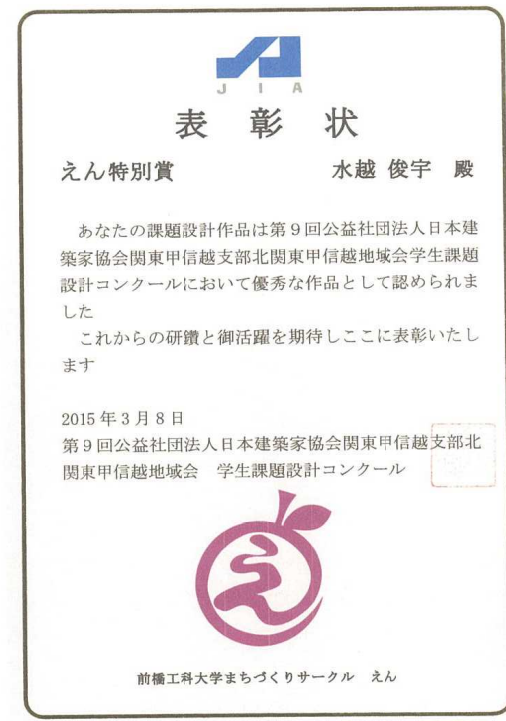 JIA
表彰状
えん特別賞 水越 俊宇 殿
あなたの課題設計作品は第9回公益社団法人日本建
築家協会関東甲信越支部北関東甲信越地域会学生課題
設計コンクールにおいて優秀な作品として認められま
した
これからの研鑽と御活躍を期待しここに表彰いたし
ます
2015年3月8日
第9回公益社団法人日本建築家協会関東甲信越支部北
関東甲信越地域会 学生課題設計コンクール
え
前橋工科大学まちづくりサークル えん